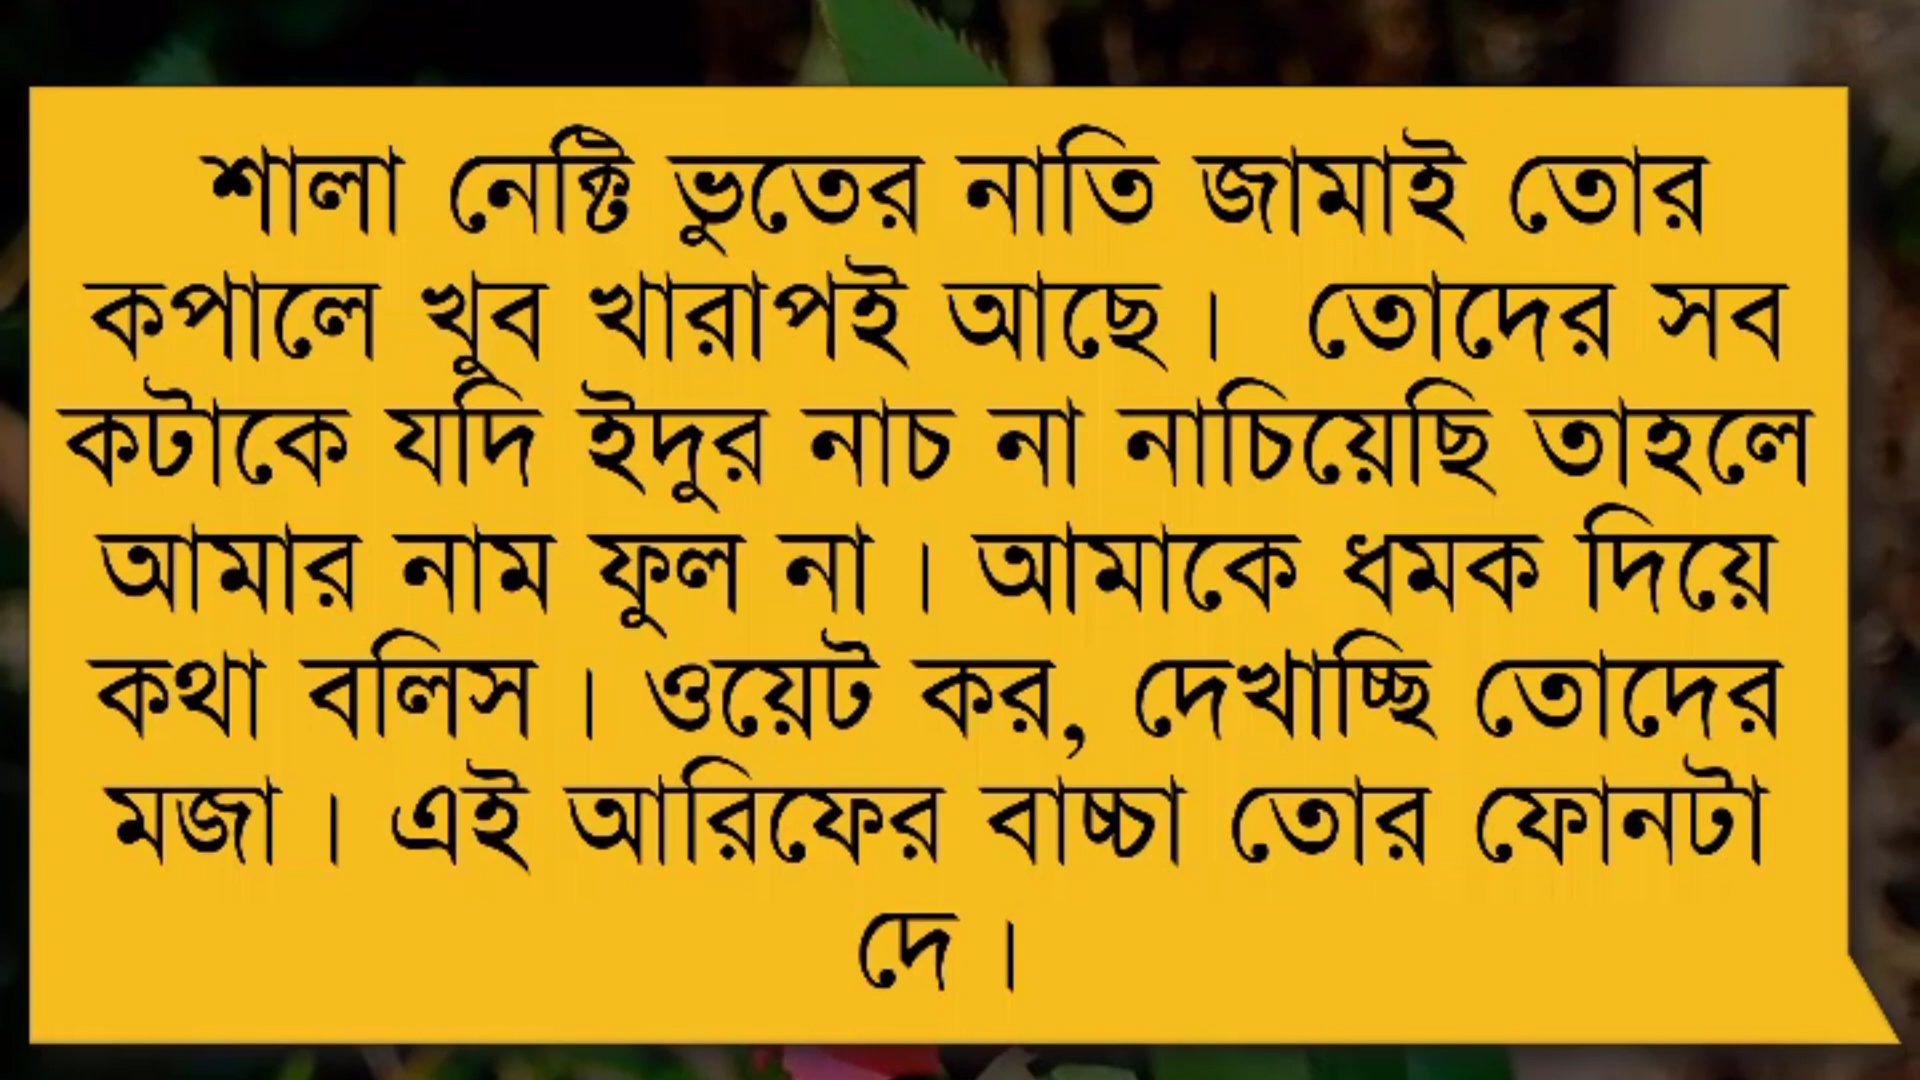 শালা নেক্টি ভুতের নাতি জামাই তোর
কপালে খুব খারাপই আছে। তোদের সব
কটাকে যদি ইদুর নাচ না নাচিয়েছি তাহলে
আমার নাম ফুল না। আমাকে ধমক দিয়ে
কথা বলিস। ওয়েট কর, দেখাচ্ছি তোদের
মজা। এই আরিফের বাচ্চা তোর ফোনটা
দে।